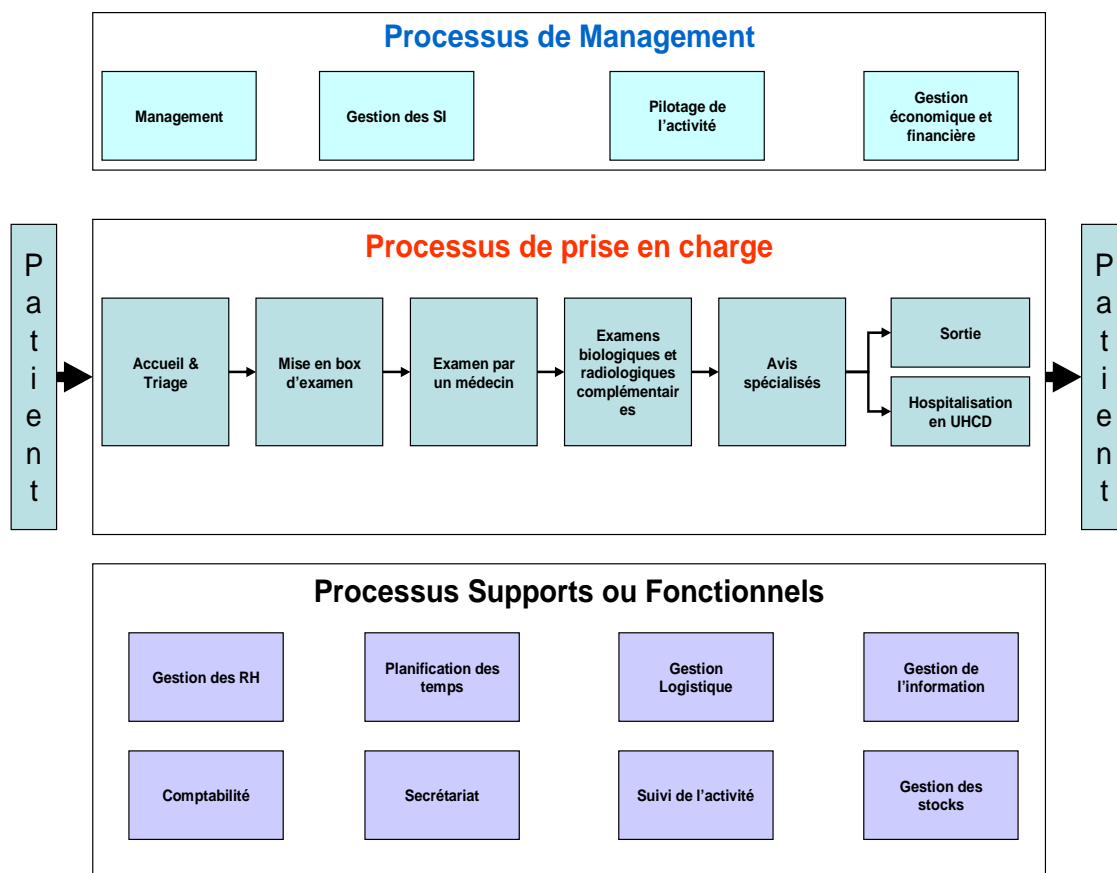 Processus de Management
Management
Gestion des SI
Pilotage de
l’activité
Gestion
économique et
financière
Patient
Processus de prise en charge
Accueil &
Triage
Mise en box
d’examen
Examen par
un médecin
Examens
biologiques et
radiologiques
complémentair
es
Avis
spécialisés
Sortie
Hospitalisation
en UHCD
Patient
Processus Supports ou Fonctionnels
Gestion des RH
Planification des
temps
Gestion
Logistique
Gestion de
l’information
Comptabilité
Secrétariat
Suivi de l’activité
Gestion des
stocks